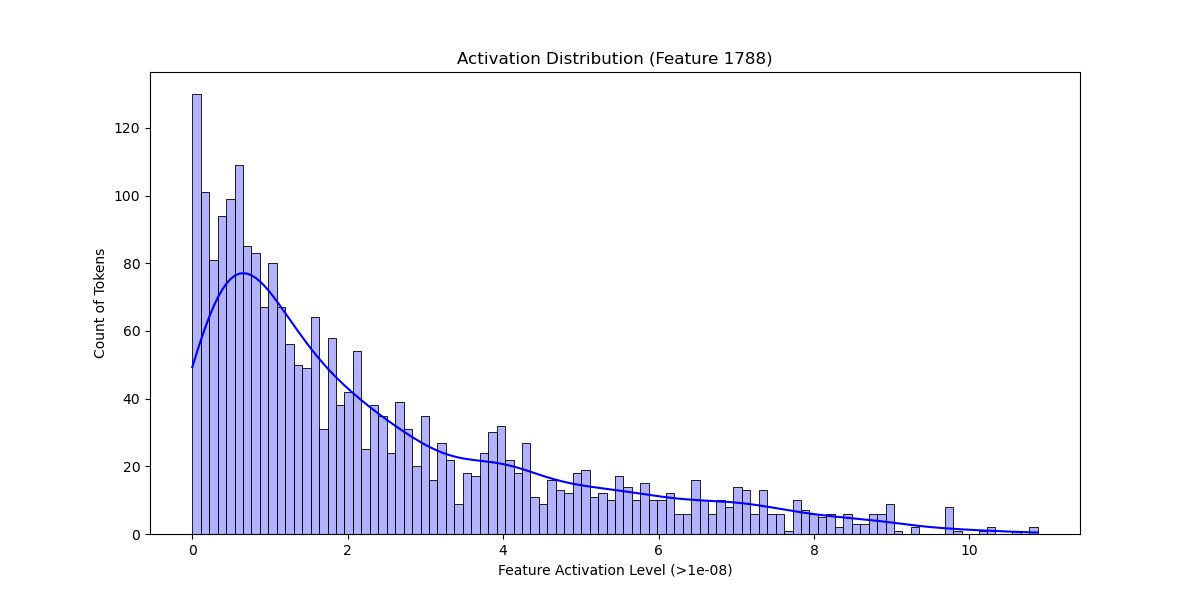 Activation Distribution (Feature 1788)
120
100
80
60
40
20
0
Count of Tokens
0 2 4 6 8 10
Feature Activation Level (>1e-08)